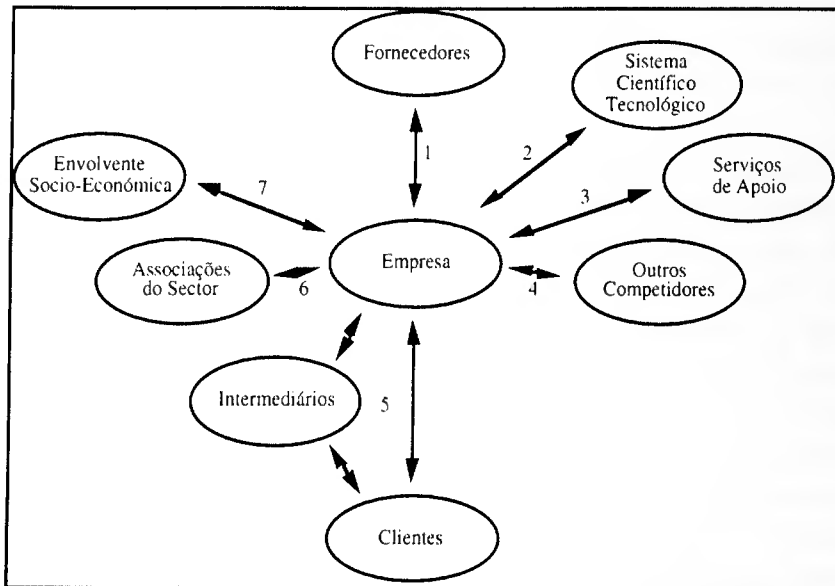 Fornecedores
Sistema
Científico
Tecnológico
1
2
Envolvente
Socio-Económica
7
Serviços
de Apoio
3
Empresa
Associações
do Sector
6
4
Outros
Competidores
Intermediários
5
Clientes